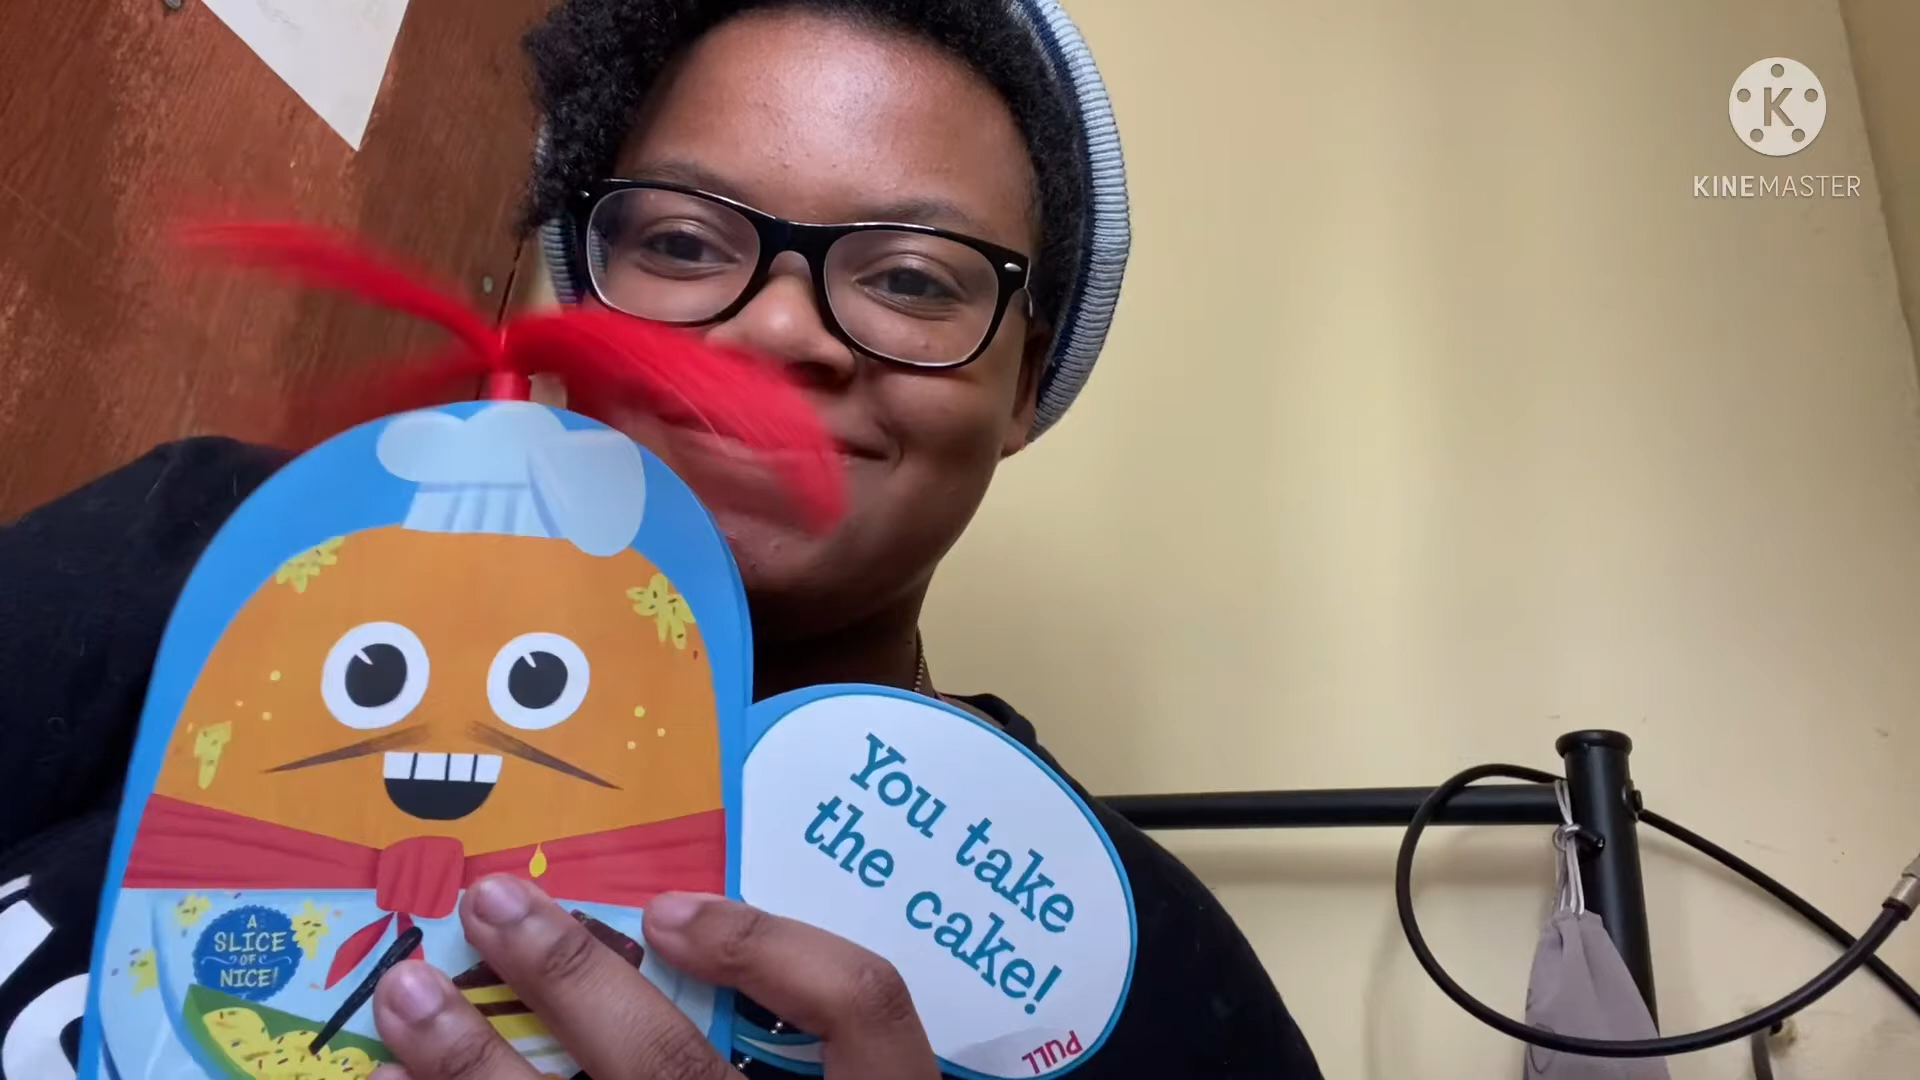 KINEMASTER
You take
the cake!
PULL
A
SLICE
OF
NICE!